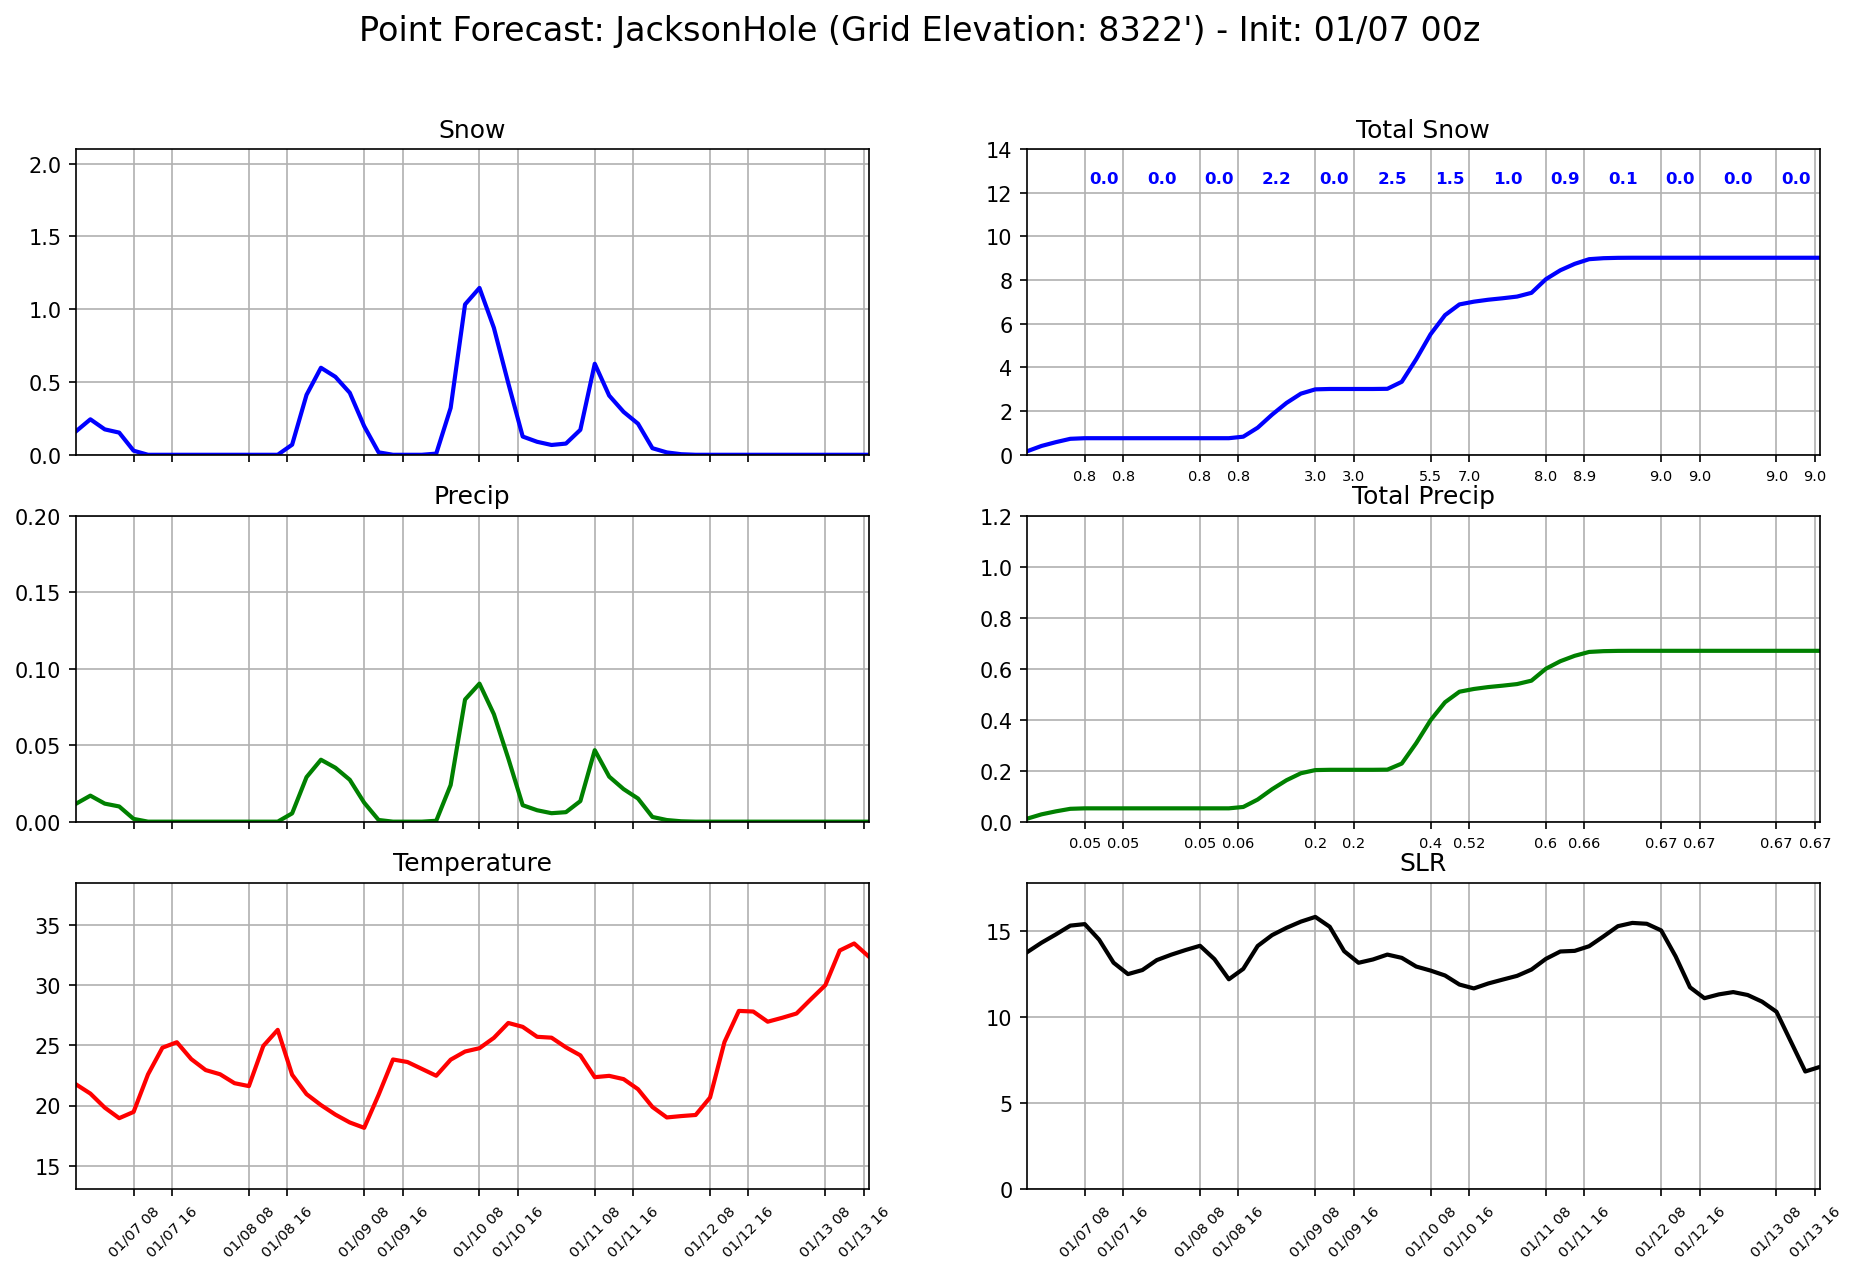 Point Forecast: JacksonHole (Grid Elevation: 8322') - Init: 01/07 00z
Snow
2.0
1.5
1.0
0.5
0.0
Total Snow
14
12
10
8
6
4
2
0
0.0 0.0 0.0 2.2 0.0 2.5 1.5 1.0 0.9 0.1 0.0 0.0 0.0
0.8 0.8 0.8 0.8 3.0 3.0 5.5 7.0 8.0 8.9 9.0 9.0 9.0 9.0
Precip
0.20
0.15
0.10
0.05
0.00
Total Precip
1.2
1.0
0.8
0.6
0.4
0.2
0.0
0.05 0.05 0.05 0.06 0.2 0.2 0.4 0.52 0.6 0.66 0.67 0.67 0.67 0.67
Temperature
35
30
25
20
15
01/07 08 01/07 16 01/08 08 01/08 16 01/09 08 01/09 16 01/10 08 01/10 16 01/11 08 01/11 16 01/12 08 01/12 16 01/13 08 01/13 16
SLR
15
10
5
0
01/07 08 01/07 16 01/08 08 01/08 16 01/09 08 01/09 16 01/10 08 01/10 16 01/11 08 01/11 16 01/12 08 01/12 16 01/13 08 01/13 16